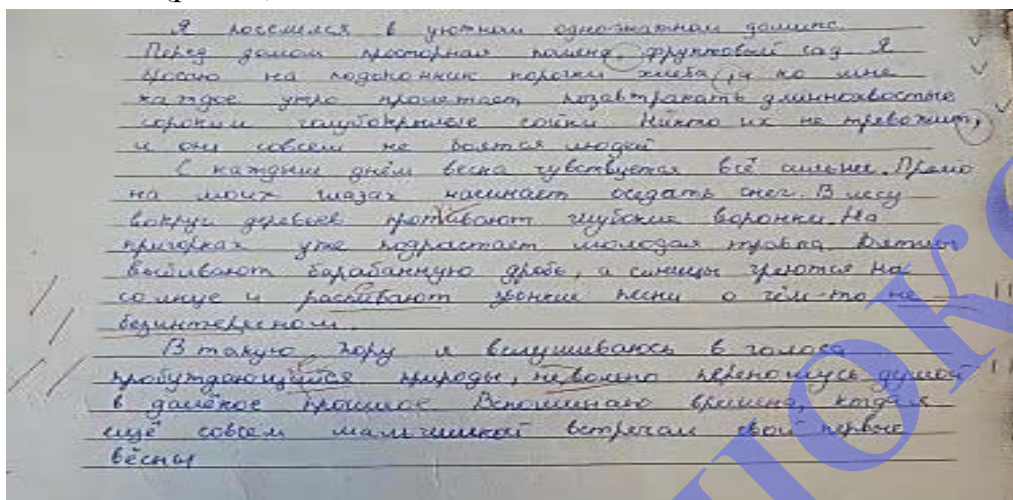 Я поселился в уютном одноэтажном домике.
Перед домом просторная поляна, фруктовый сад Я
бросаю на подоконник корочки хлеба, и ко мне
каждое утро прилетают позавтракать длиннохвостые
сороки и голубокрылые сойки Никто их не тревожит,
и они совсем не боятся людей
С каждым днём весна чувствуется всё сильнее. Прямо
на моих глазах начинает оседать снег. В лесу
вокруг деревьев протаивают глубокие воронки. На
пригорках уже подрастает молодая травка. Дятлы
выбивают барабанную дробь, а синицы греются на
солнце и распивают звонкие песни о чём-то не
безинтересном.
В такую пору я вслушиваюсь в голоса
пробуждающийся природы, невольно переношусь душой
в далёкое прошлое. Вспоминаю времена, когда
ещё совсем мальчишкой встречал свои первые
вёсны